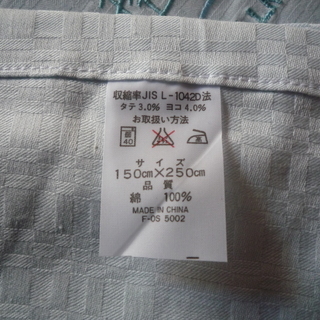 収縮率JIS L-1042D法
タテ 3.0% ヨコ 4.0%
お取扱い方法
40
サイズ
150cm×250cm
品質
綿 100%
MADE IN CHINA
F-OS 5002